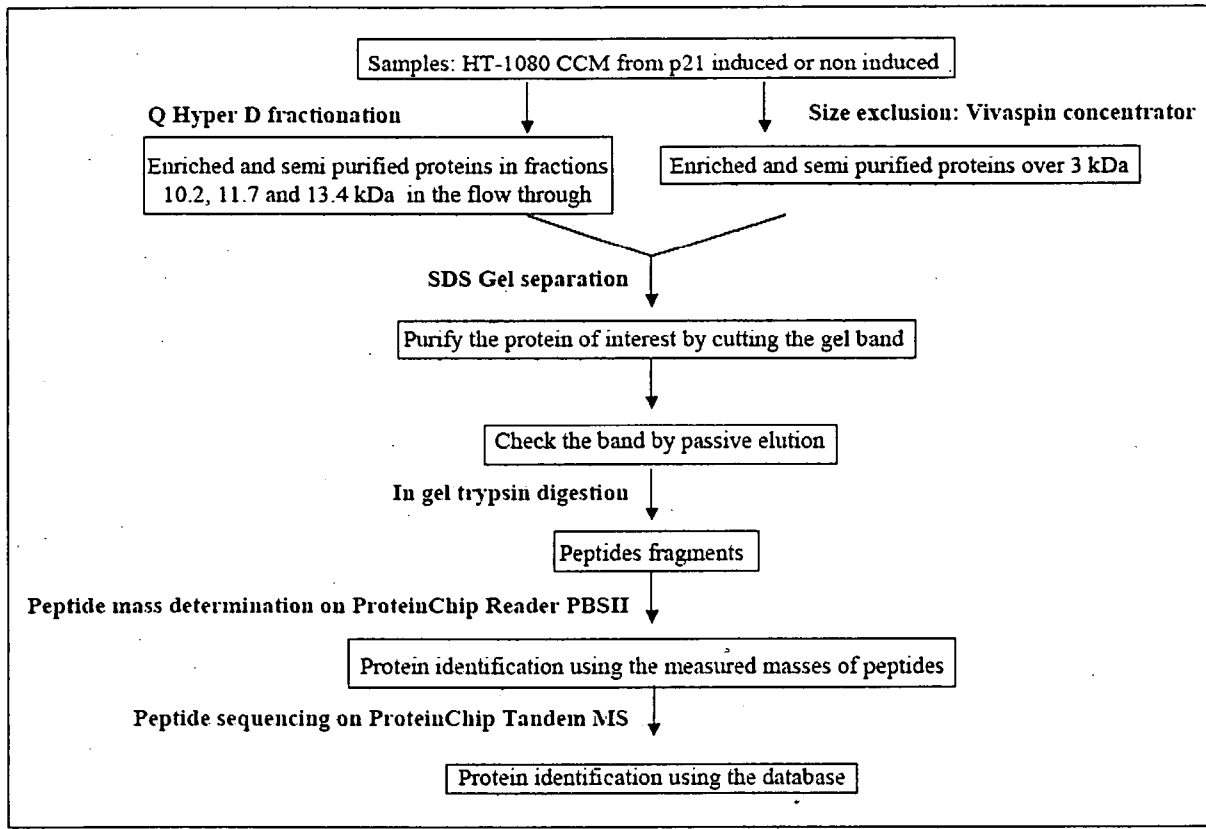 Samples: HT-1080 CCM from p21 induced or non induced
Q Hyper D fractionation
Size exclusion: Vivaspin concentrator
Enriched and semi purified proteins in fractions
10.2, 11.7 and 13.4 kDa in the flow through
Enriched and semi purified proteins over 3 kDa
SDS Gel separation
Purify the protein of interest by cutting the gel band
Check the band by passive elution
In gel trypsin digestion
Peptides fragments
Peptide mass determination on ProteinChip Reader PBSII
Protein identification using the measured masses of peptides
Peptide sequencing on ProteinChip Tandem MS
Protein identification using the database